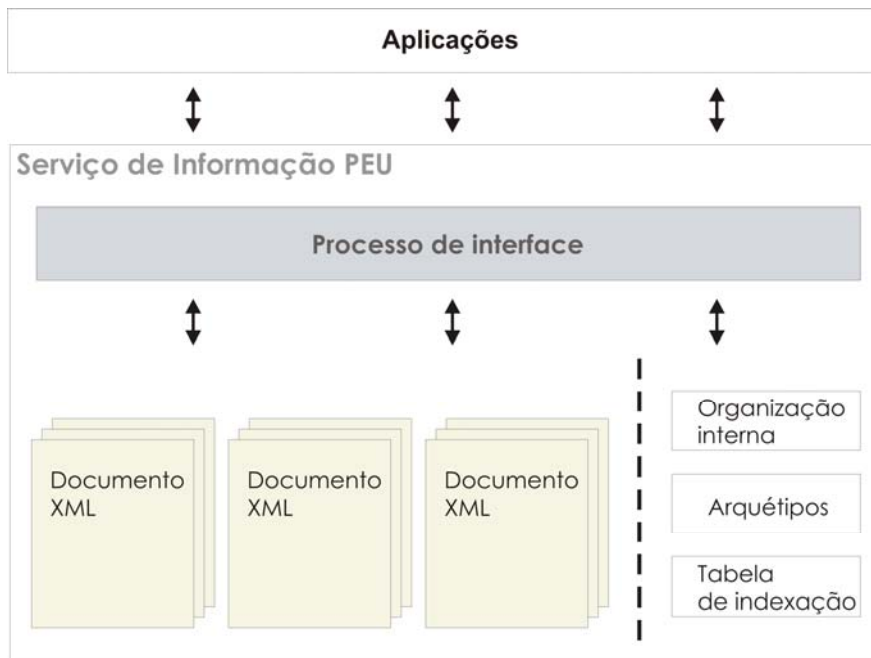 Aplicações
Serviço de Informação PEU
Processo de interface
Documento
XML
Documento
XML
Documento
XML
Organização
interna
Arquétipos
Tabela
de indexação